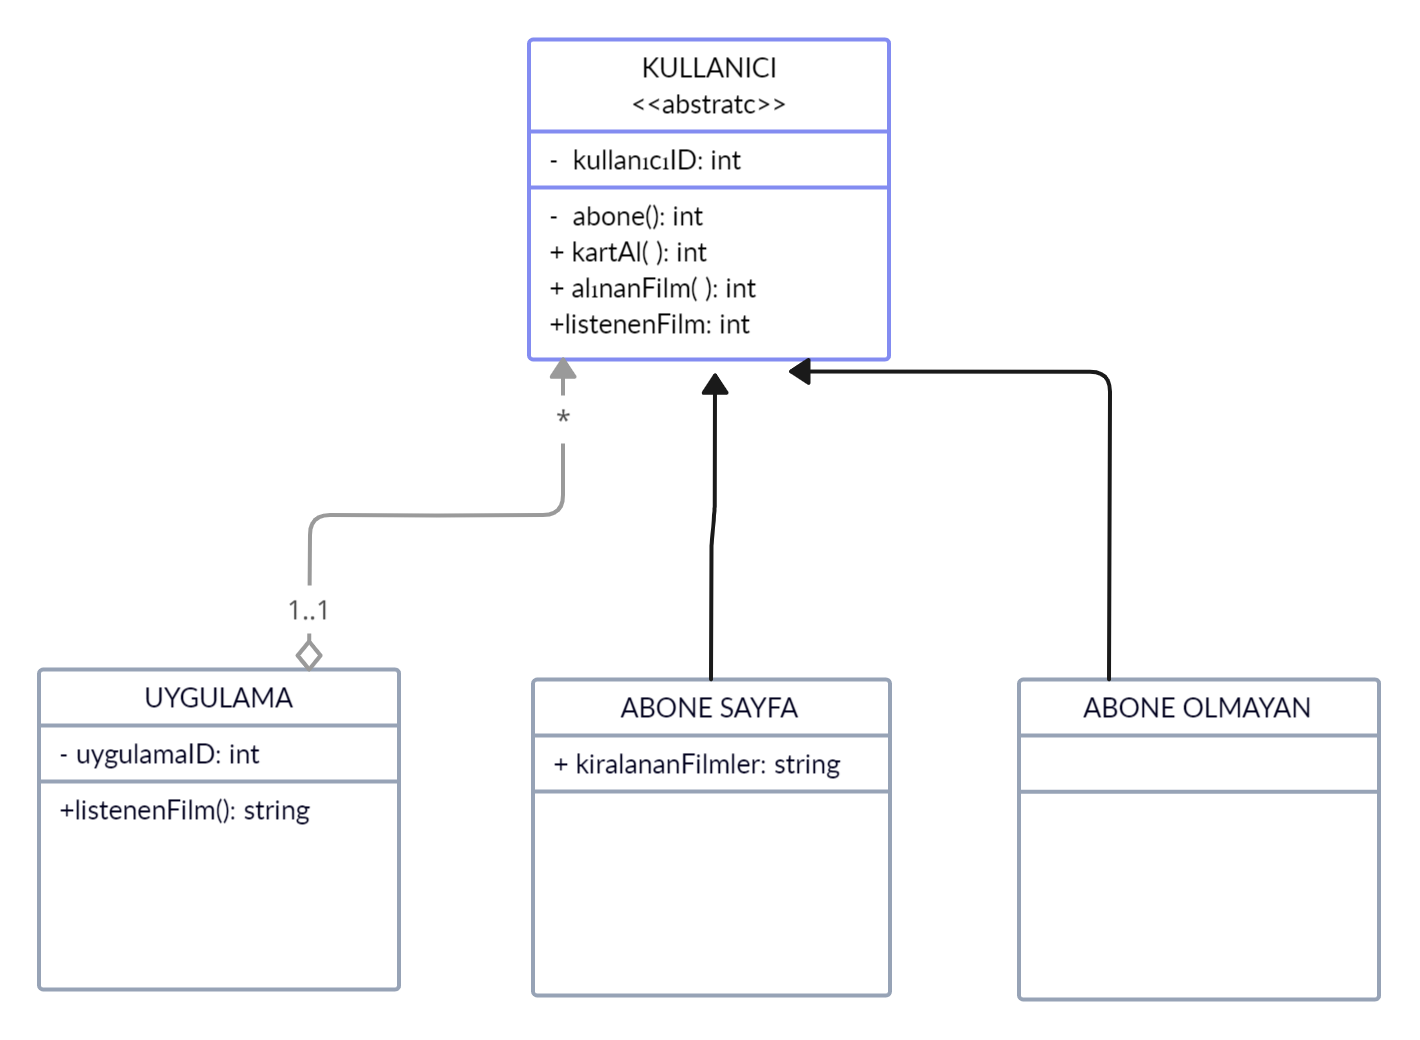 KULLANICI
<<abstratc>>
- kullanıcıID: int
- abone(): int
+ kartAl( ): int
+ alınanFilm( ): int
+listenenFilm: int
*
1..1
UYGULAMA
- uygulamaID: int
+listenenFilm(): string
ABONE SAYFA
+ kiralananFilmler: string
ABONE OLMAYAN